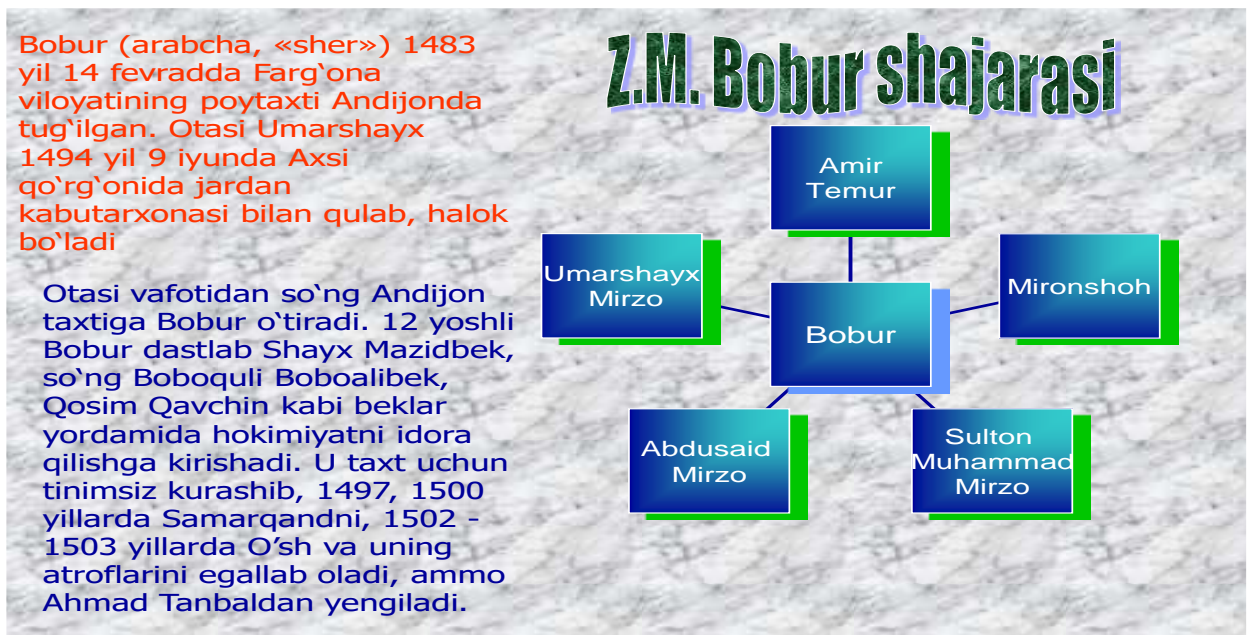 Bobur (arabcha, «sher») 1483
yil 14 fevradda Farg‘ona
viloyatining poytaxti Andijonda
tug‘ilgan. Otasi Umarshayx
1494 yil 9 iyunda Axsi
qo‘rg‘onida jardan
kabutarxonasi bilan qulab, halok
bo‘ladi
Otasi vafotidan so‘ng Andijon
taxtiga Bobur o‘tiradi. 12 yoshli
Bobur dastlab Shayx Mazidbek,
so‘ng Boboquli Boboalibek,
Qosim Qavchin kabi beklar
yordamida hokimiyatni idora
qilishga kirishadi. U taxt uchun
tinimsiz kurashib, 1497, 1500
yillarda Samarqandni, 1502 -
1503 yillarda O’sh va uning
atroflarini egallab oladi, ammo
Ahmad Tanbaldan yengiladi.
Z.M. Bobur shajarasi
Amir
Temur
Umarshayx
Mirzo
Mironshoh
Bobur
Abdusaid
Mirzo
Sulton
Muhammad
Mirzo